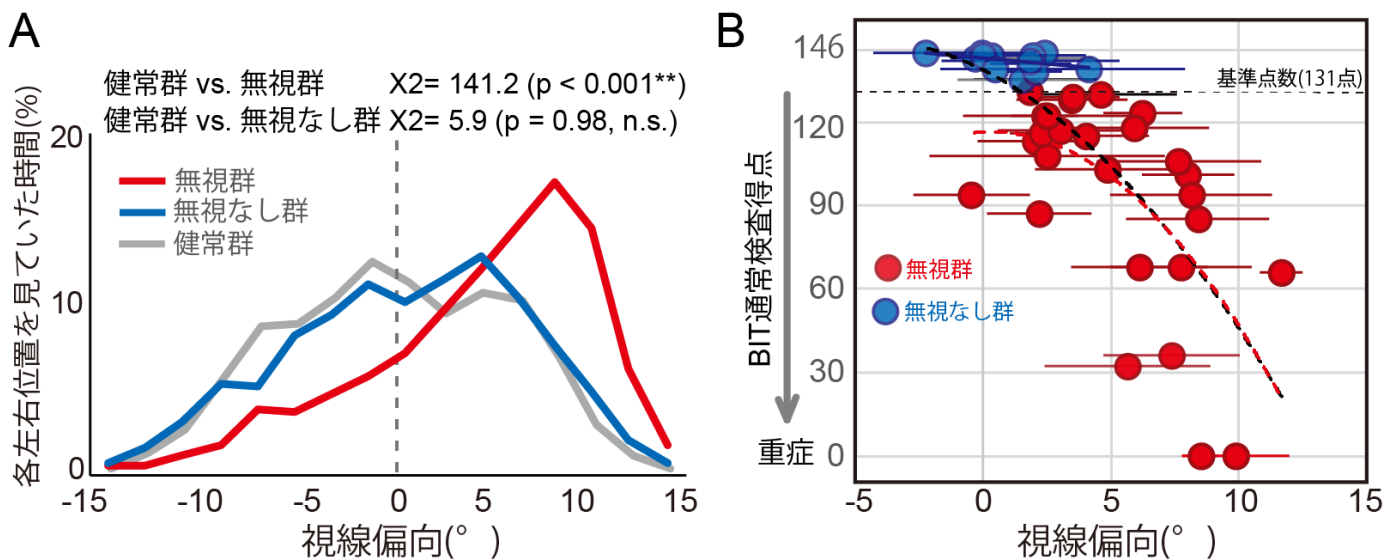 A
健常群 vs. 無視群 X2= 141.2 (p < 0.001**)
健常群 vs. 無視なし群 X2= 5.9 (p = 0.98, n.s.)
各左右位置を見ていた時間(%)
20
10
0
無視群
無視なし群
健常群
-15
-10
-5
0
5
10
15
視線偏向(°)
B
BIT通常検査得点
重症
146
120
90
60
30
0
基準点数(131点)
無視群
無視なし群
-5
0
5
10
15
視線偏向(°)